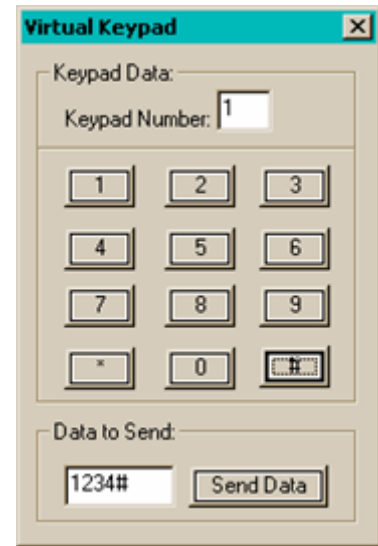 Virtual Keypad
Keypad Data:
Keypad Number: 1
1 2 3
4 5 6
7 8 9
* 0 #
Data to Send:
1234# Send Data